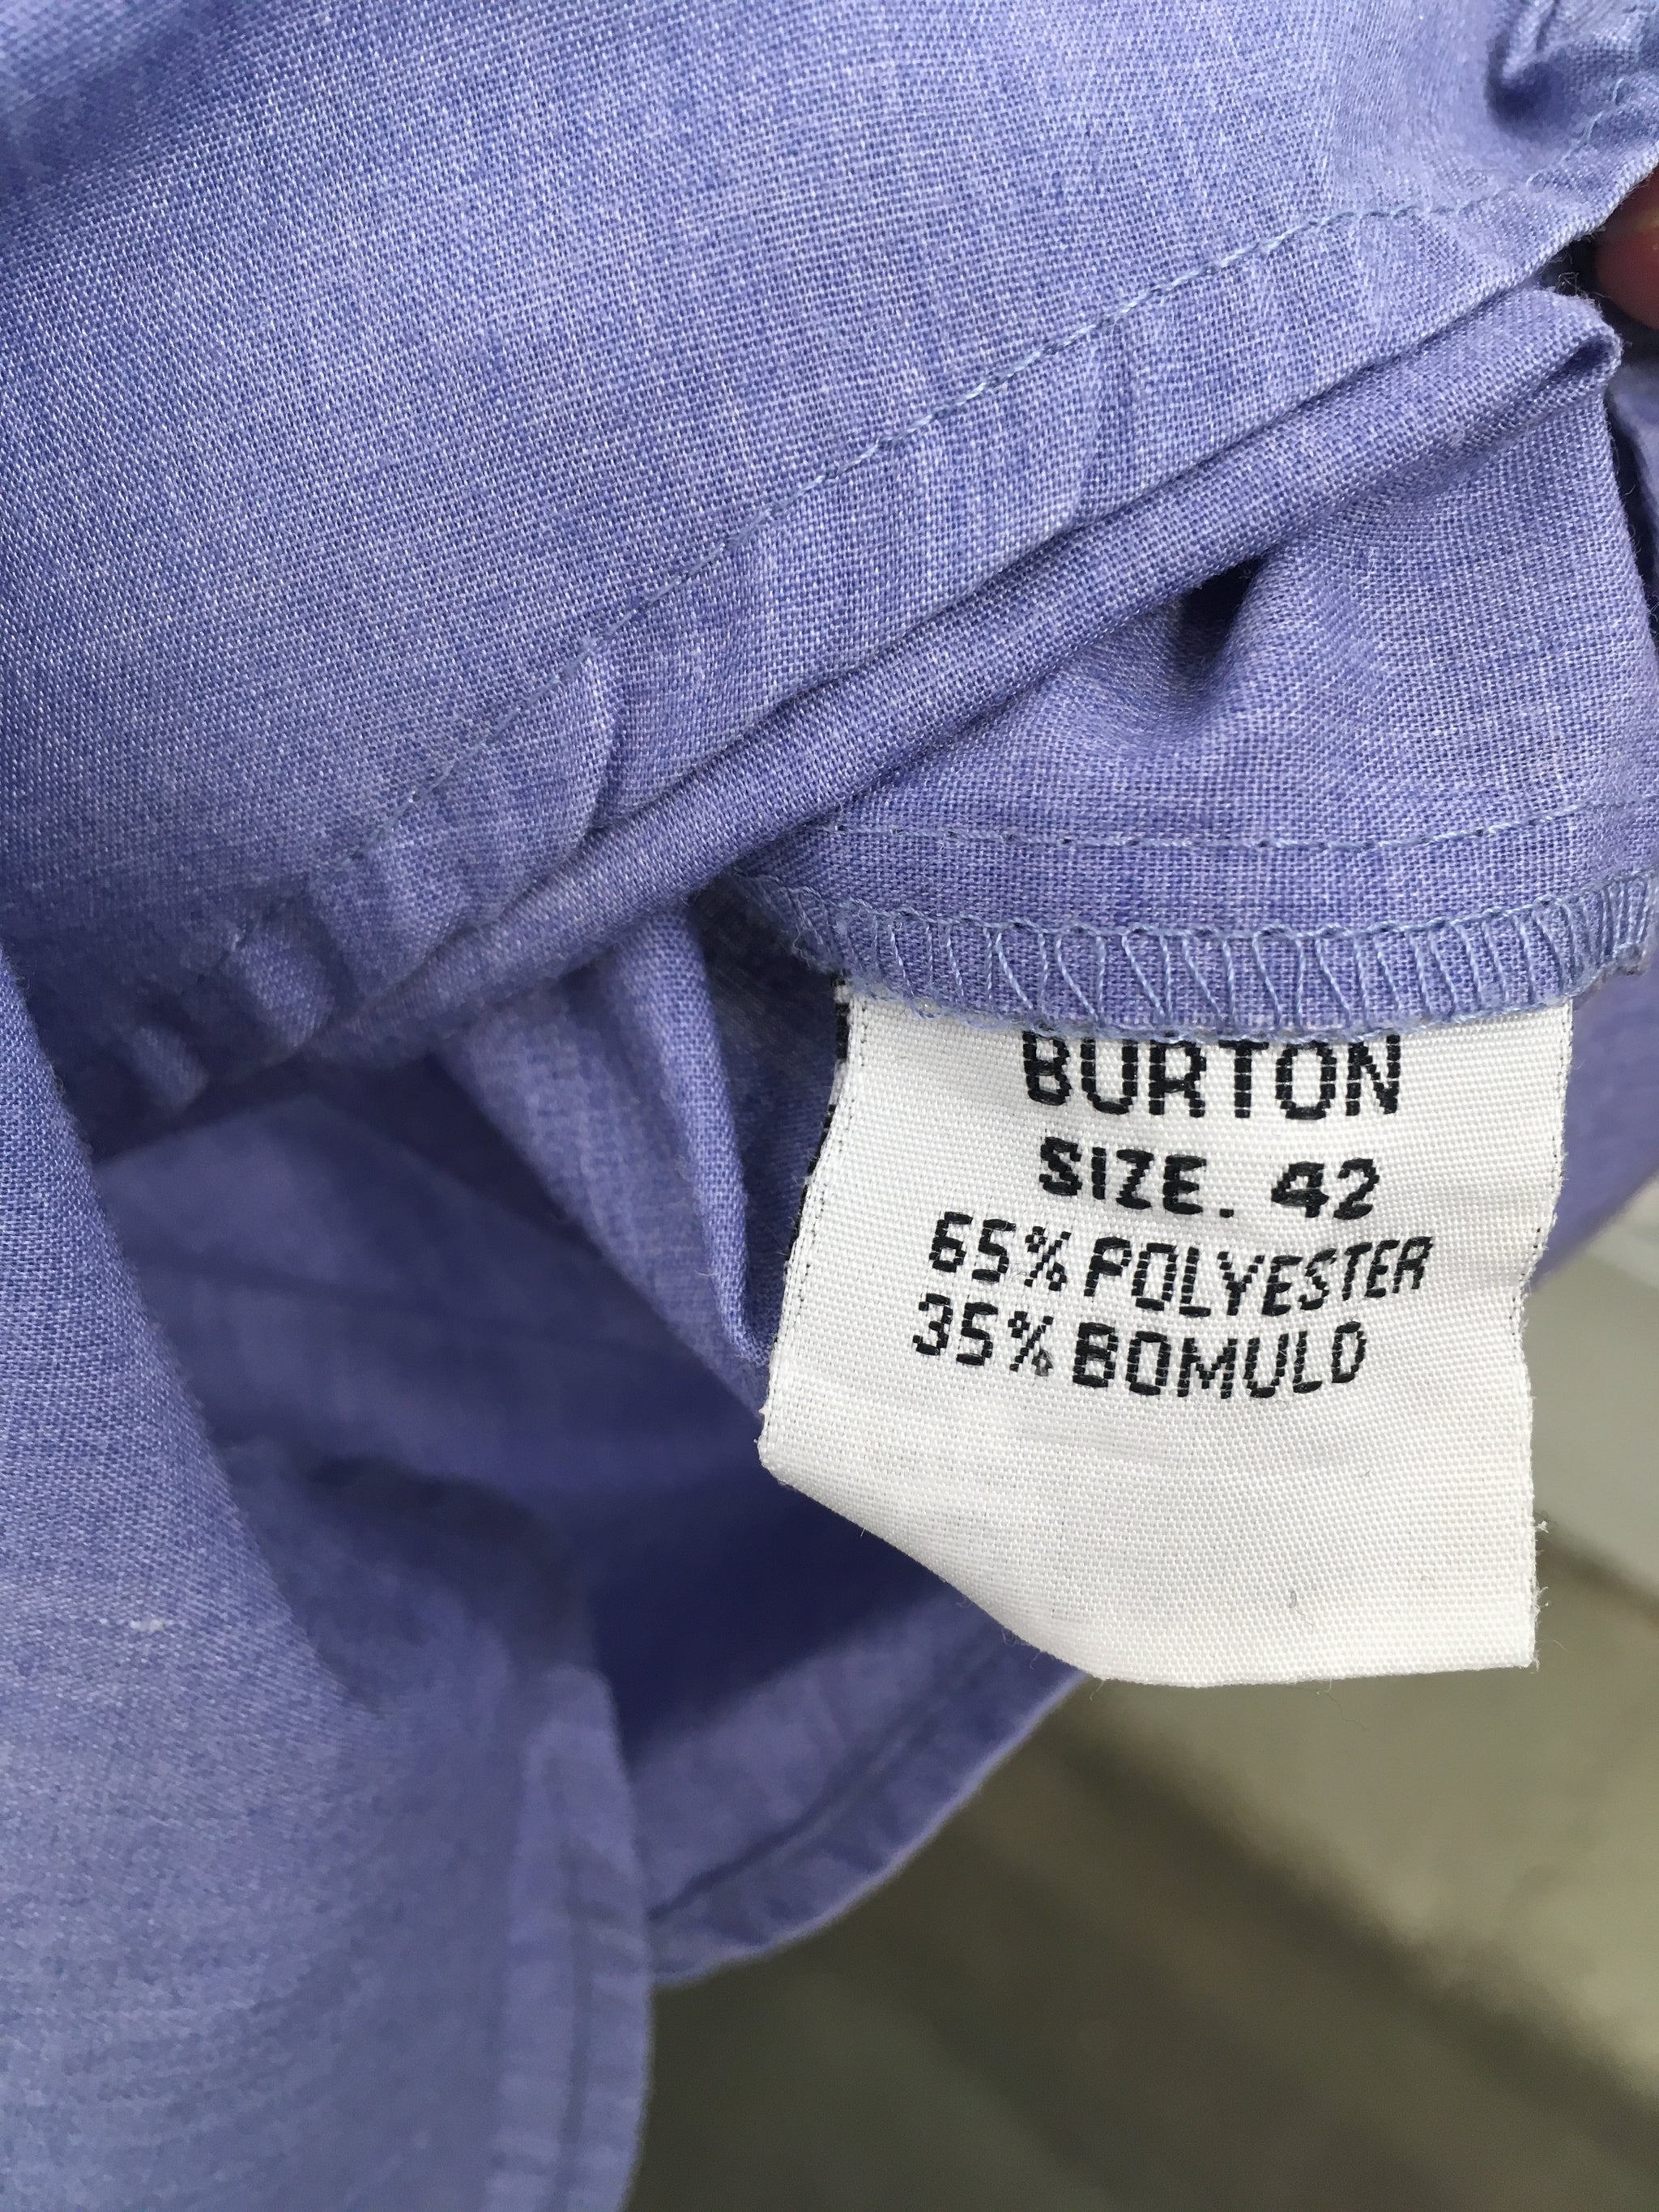 BURTON
SIZE. 42
65% POLYESTER
35% BOMULD